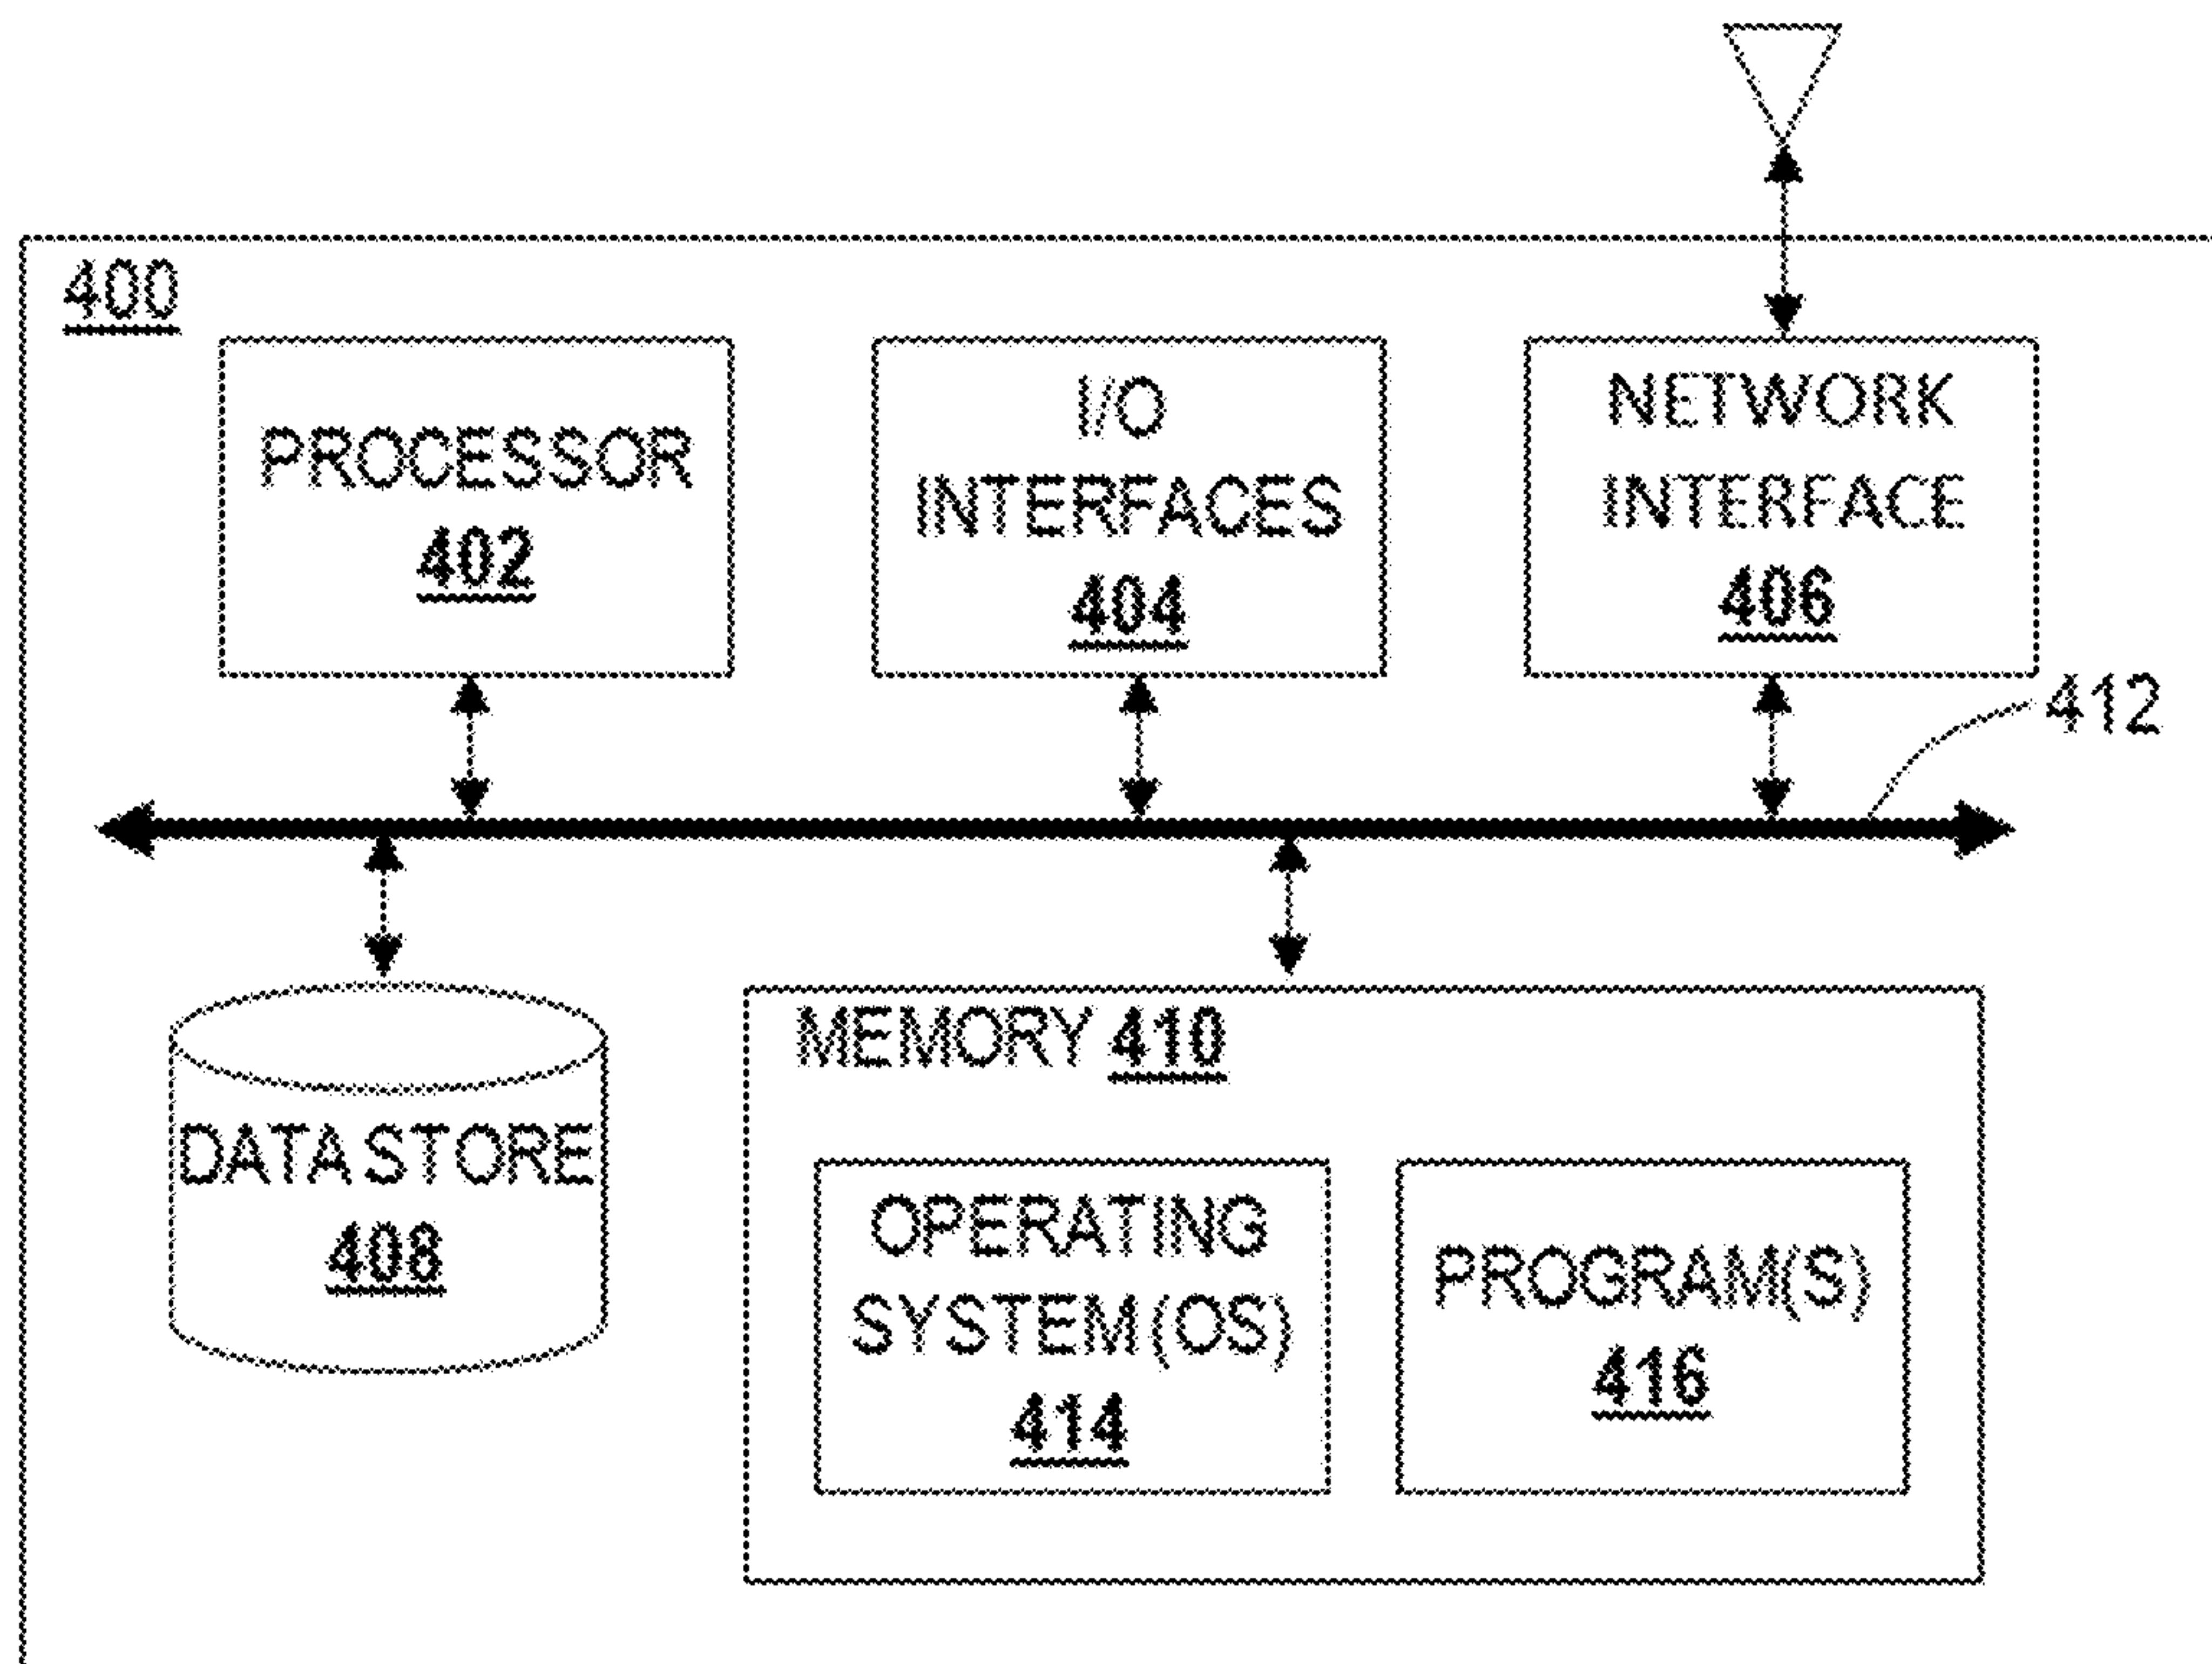 400
PROCESSOR
402
I/O
INTERFACES
404
NETWORK
INTERFACE
406
412
DATA STORE
408
MEMORY 410
OPERATING
SYSTEM (OS)
414
PROGRAM(S)
416